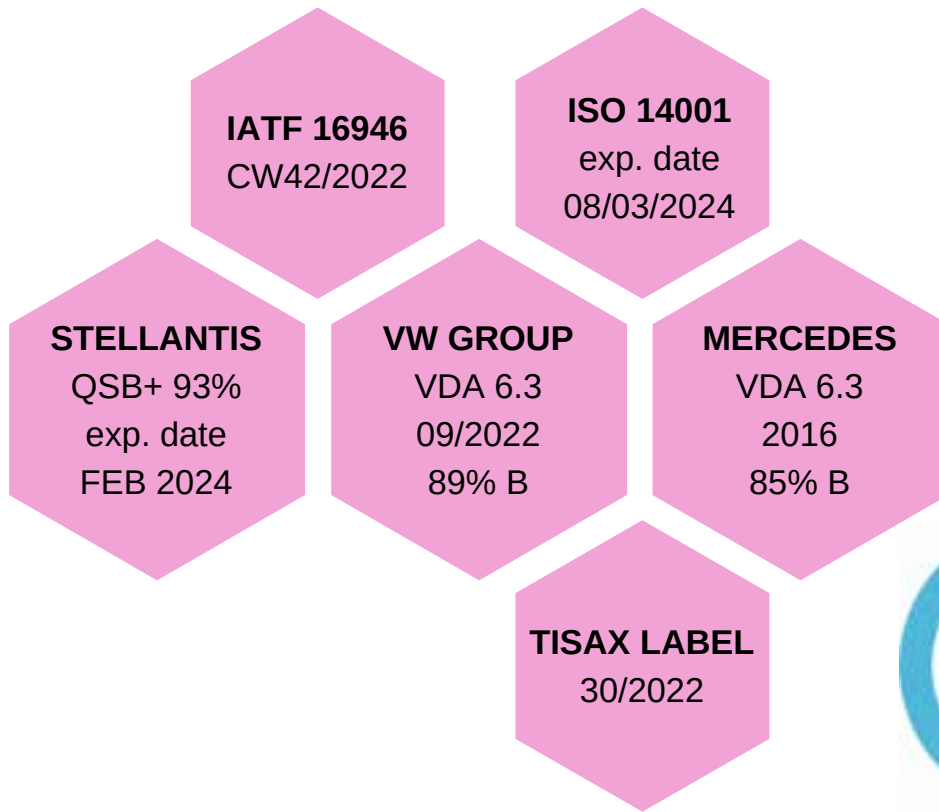 IATF 16946
CW42/2022
ISO 14001
exp. date
08/03/2024
STELLANTIS
QSB+ 93%
exp. date
FEB 2024
VW GROUP
VDA 6.3
09/2022
89% B
MERCEDES
VDA 6.3
2016
85% B
TISAX LABEL
30/2022